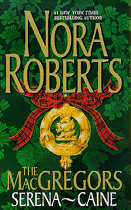 #1 NEW YORK TIMES
BESTSELLING AUTHOR
NORA
ROBERTS
THE
MACGREGORS
SERENA~CAINE